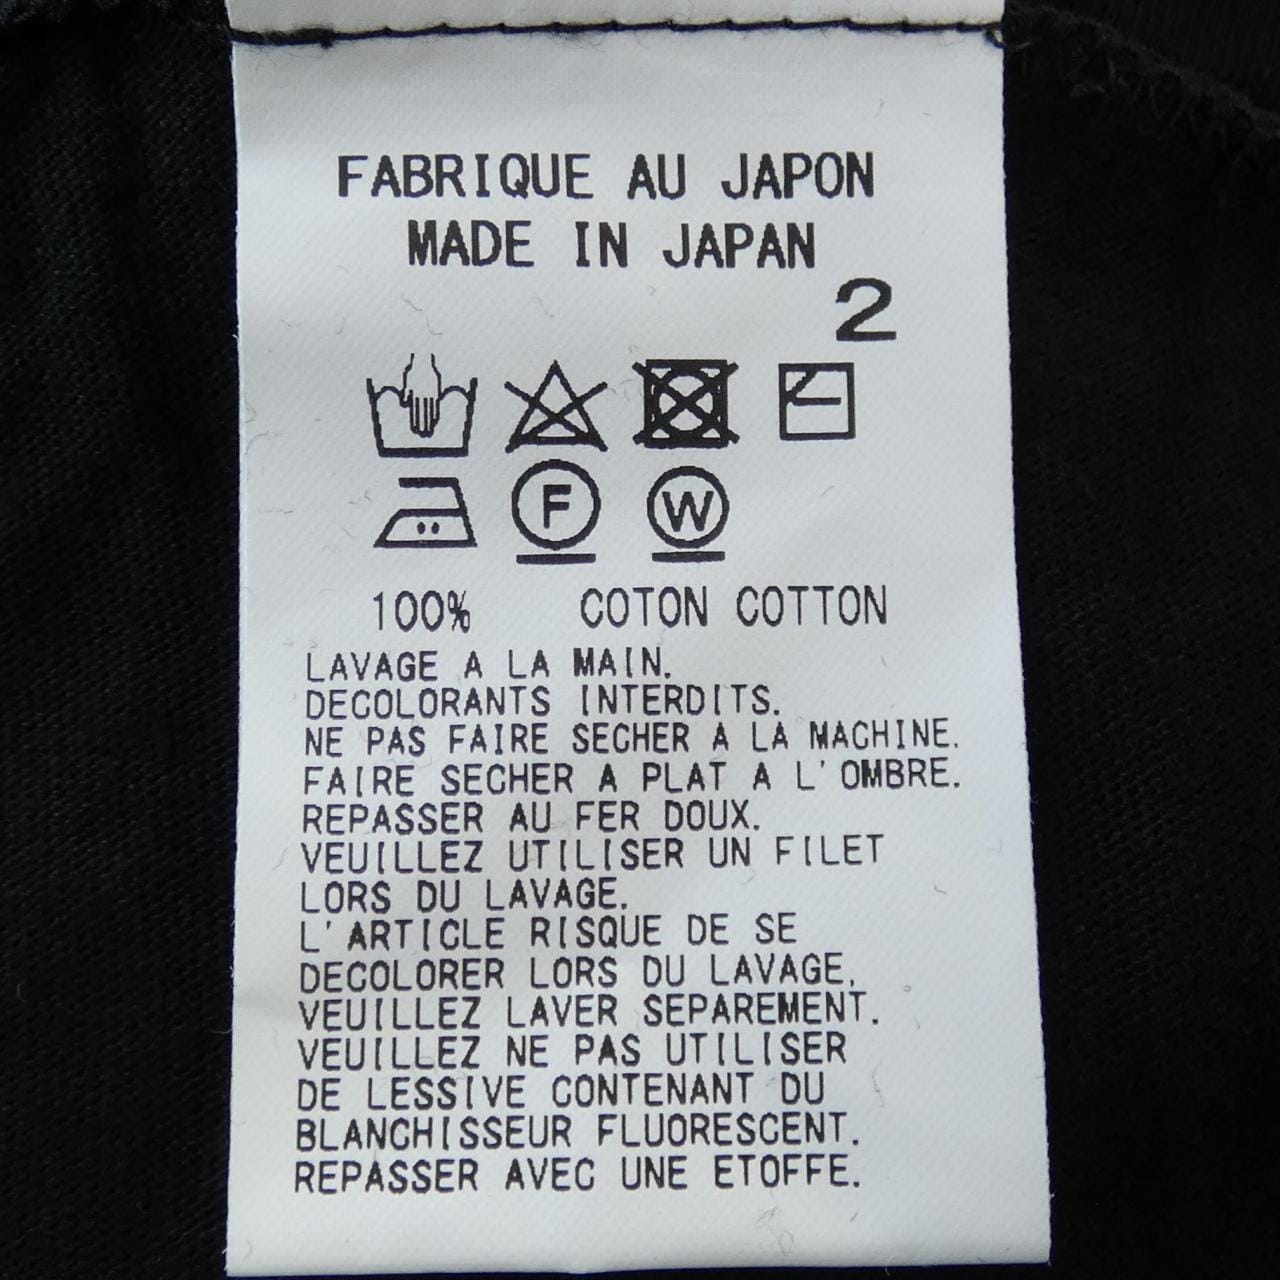 FABRIQUE AU JAPON
MADE IN JAPAN
2
F W
100% COTON COTTON
LAVAGE A LA MAIN.
DECOLORANTS INTERDITS.
NE PAS FAIRE SECHER A LA MACHINE.
FAIRE SECHER A PLAT A L'OMBRE.
REPASSER AU FER DOUX.
VEUILLEZ UTILISER UN FILET
LORS DU LAVAGE.
L'ARTICLE RISQUE DE SE
DECOLORER LORS DU LAVAGE,
VEUILLEZ LAVER SEPAREMENT.
VEUILLEZ NE PAS UTILISER
DE LESSIVE CONTENANT DU
BLANCHISSEUR FLUORESCENT.
REPASSER AVEC UNE ETOFFE.